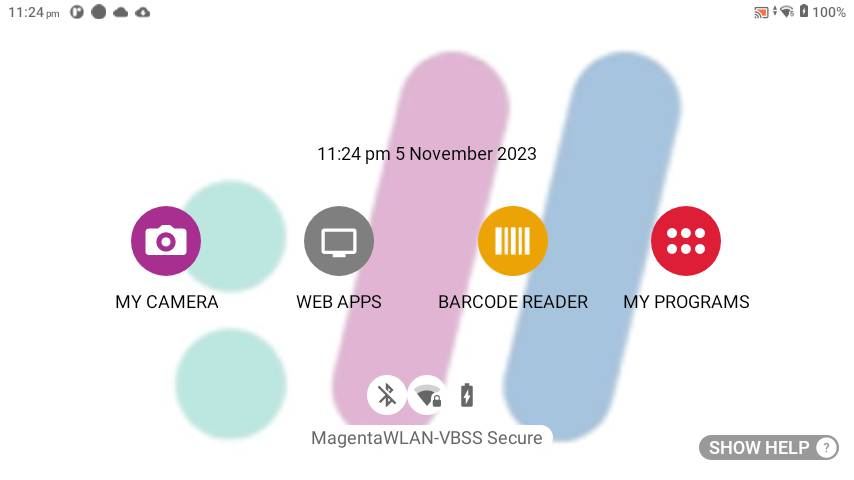 11:24 pm
100%
11:24 pm 5 November 2023
MY CAMERA
WEB APPS
BARCODE READER
MY PROGRAMS
MagentaWLAN-VBSS Secure
SHOW HELP ?